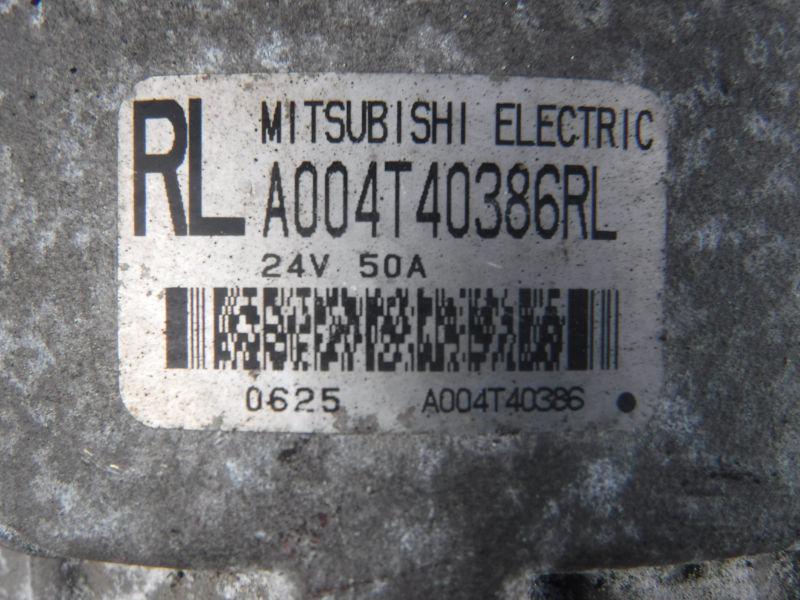 RL MITSUBISHI ELECTRIC
A004T40386RL
24V 50A
0625 A004T40386